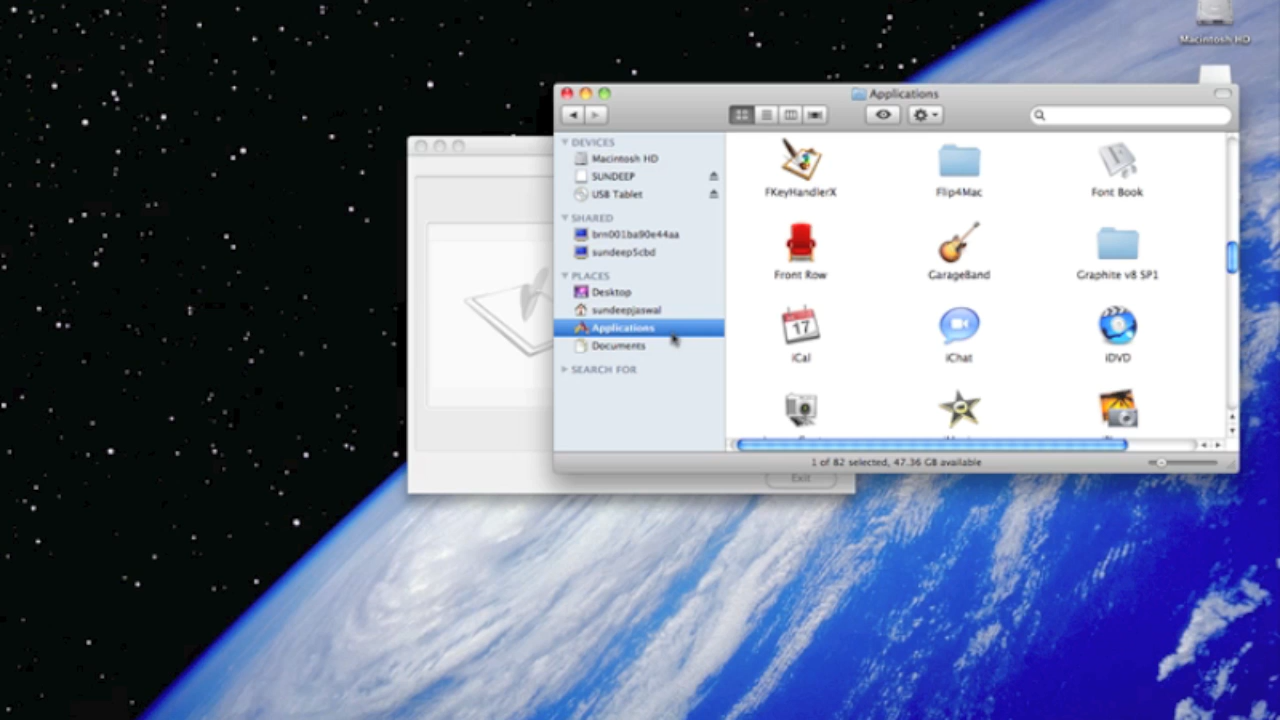 Macintosh HD
Applications
DEVICES
Macintosh HD
SUNDEEP
USB Tablet
SHARED
brn001ba90e44aa
sundeep5cbd
PLACES
Desktop
sundeepjaswal
Applications
Documents
SEARCH FOR
FKeyHandlerX
Flip4Mac
Font Book
Front Row
GarageBand
Graphite v8 SP1
17
iCal
iChat
iDVD
1 of 82 selected, 47.36 GB available
Exit